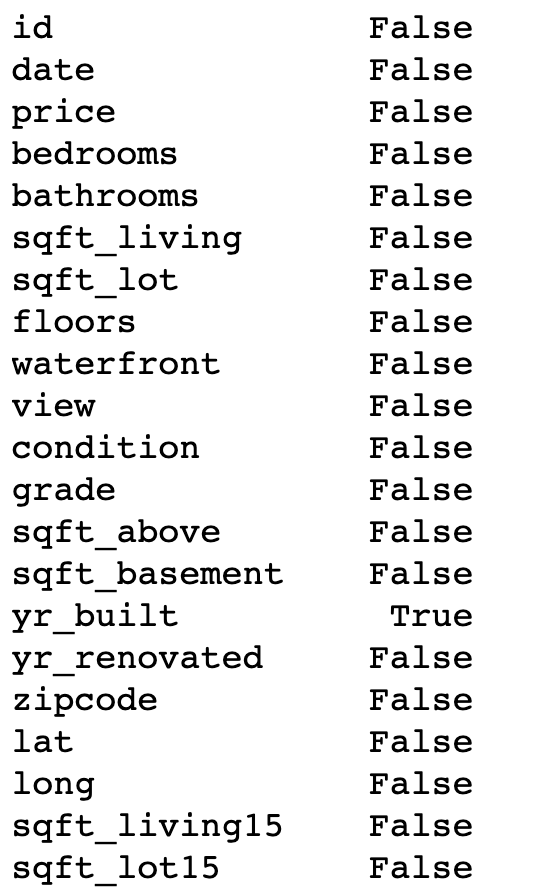 id False
date False
price False
bedrooms False
bathrooms False
sqft_living False
sqft_lot False
floors False
waterfront False
view False
condition False
grade False
sqft_above False
sqft_basement False
yr_built True
yr_renovated False
zipcode False
lat False
long False
sqft_living15 False
sqft_lot15 False